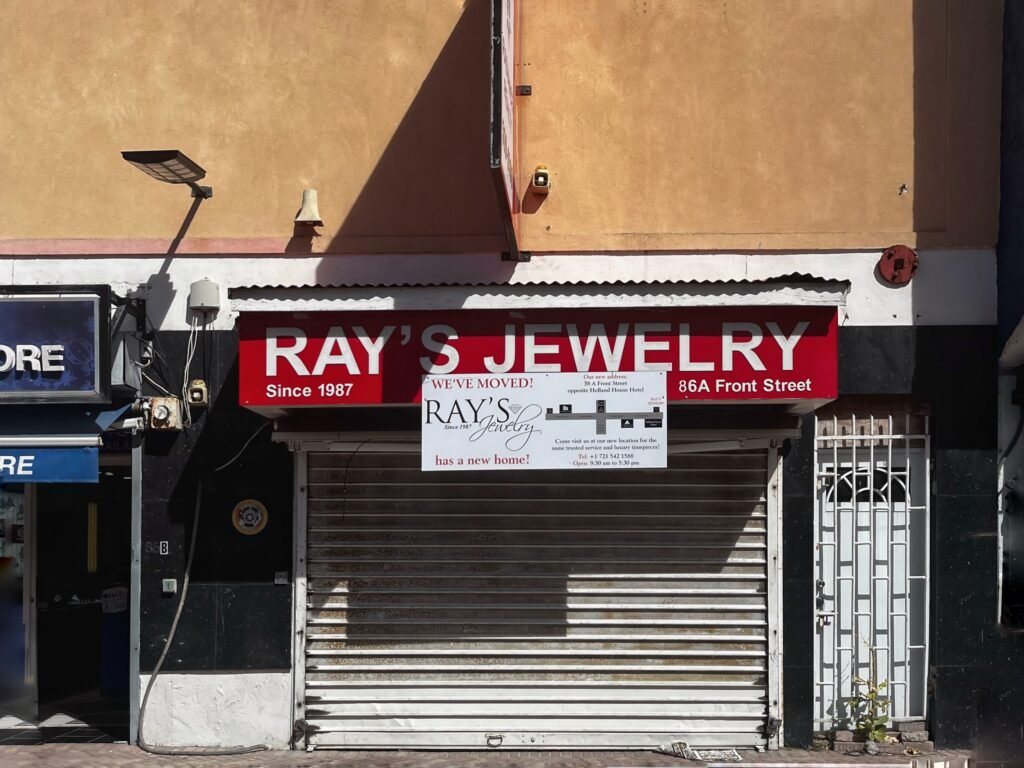 RAY'S JEWELRY
Since 1987
86A Front Street
WE'VE MOVED!
RAY'S
Since 1987
Jewelry
has a new home!
Our new address:
38 A Front Street
opposite Holland House Hotel
RAY'S
JEWELRY
Come visit us at our new location for the
same trusted service and luxury timepieces!
Tel: +1 721 542 1588
Open: 9:30 am to 5:30 pm
ORE
RE
B